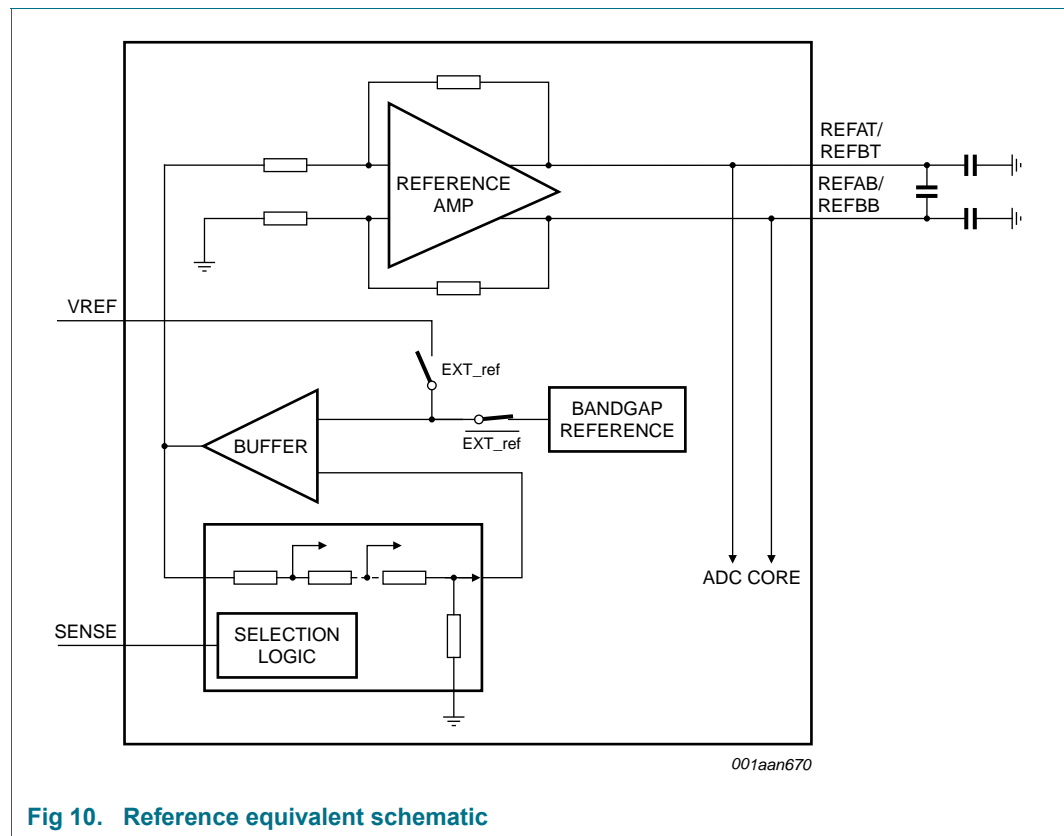 REFAT/
REFBT
REFERENCE
AMP
REFAB/
REFBB
VREF
EXT_ref
BANDGAP
REFERENCE
BUFFER
EXT_ref
ADC CORE
SENSE
SELECTION
LOGIC
001aan670
Fig 10. Reference equivalent schematic